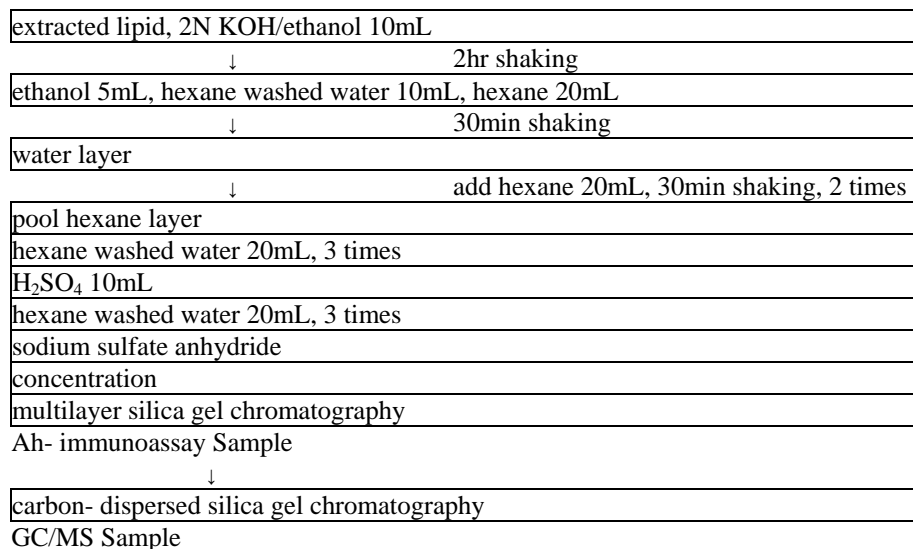 extracted lipid, 2N KOH/ethanol 10mL
↓ 2hr shaking
ethanol 5mL, hexane washed water 10mL, hexane 20mL
↓ 30min shaking
water layer
↓ add hexane 20mL, 30min shaking, 2 times
pool hexane layer
hexane washed water 20mL, 3 times
H₂SO₄ 10mL
hexane washed water 20mL, 3 times
sodium sulfate anhydride
concentration
multilayer silica gel chromatography
Ah- immunoassay Sample
↓
carbon- dispersed silica gel chromatography
GC/MS Sample